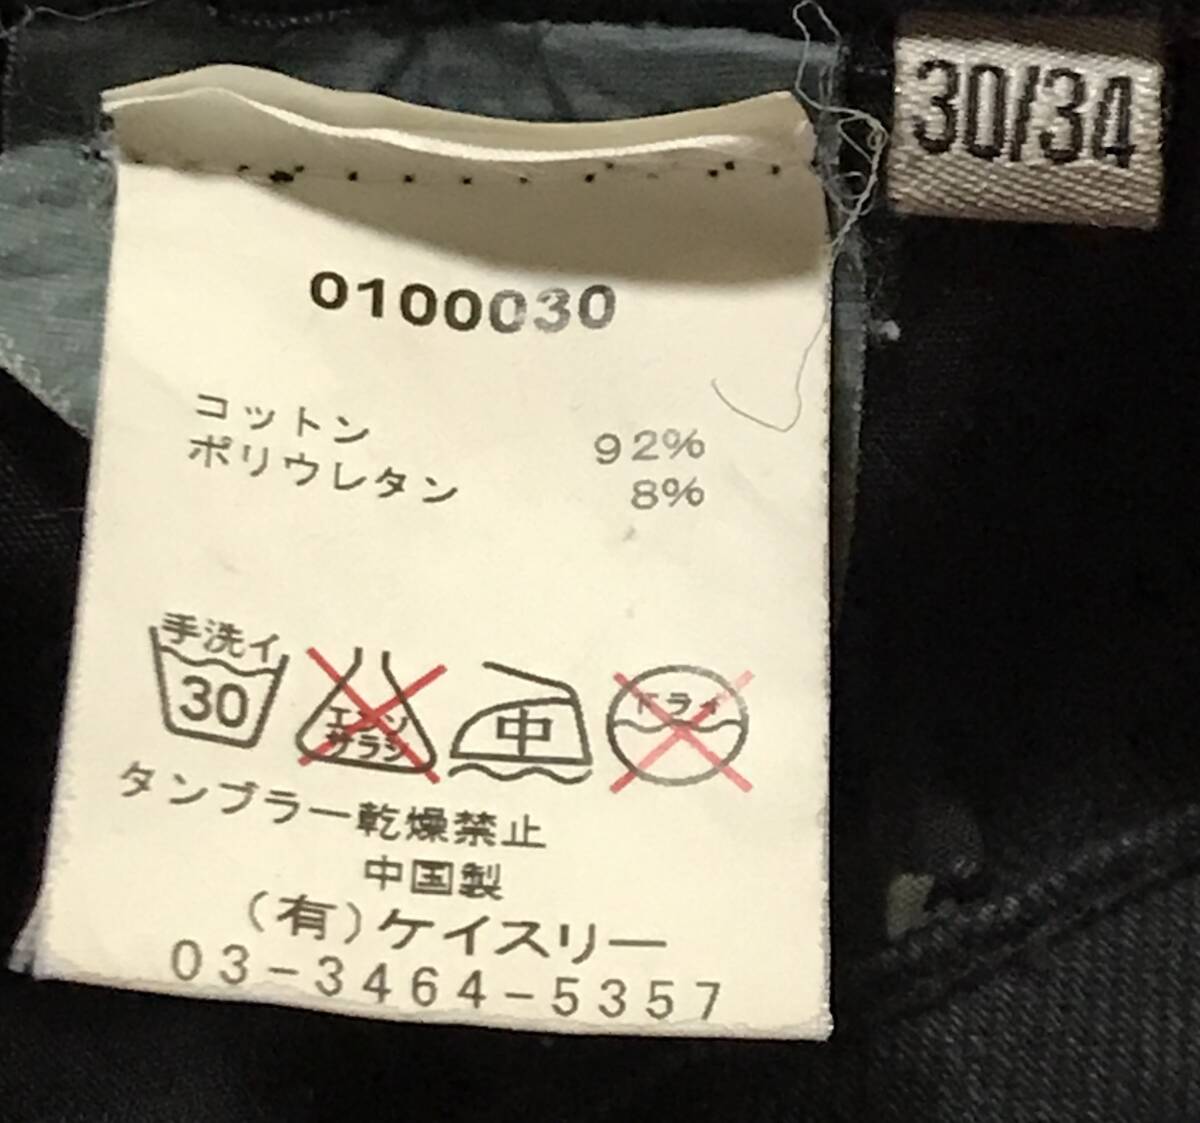 30/34
0100030
コットン 92%
ポリウレタン 8%
手洗イ
30
エンソ
サラシ
中
ドライ
タンブラー乾燥禁止
中国製
(有)ケイスリー
03-3464-5357